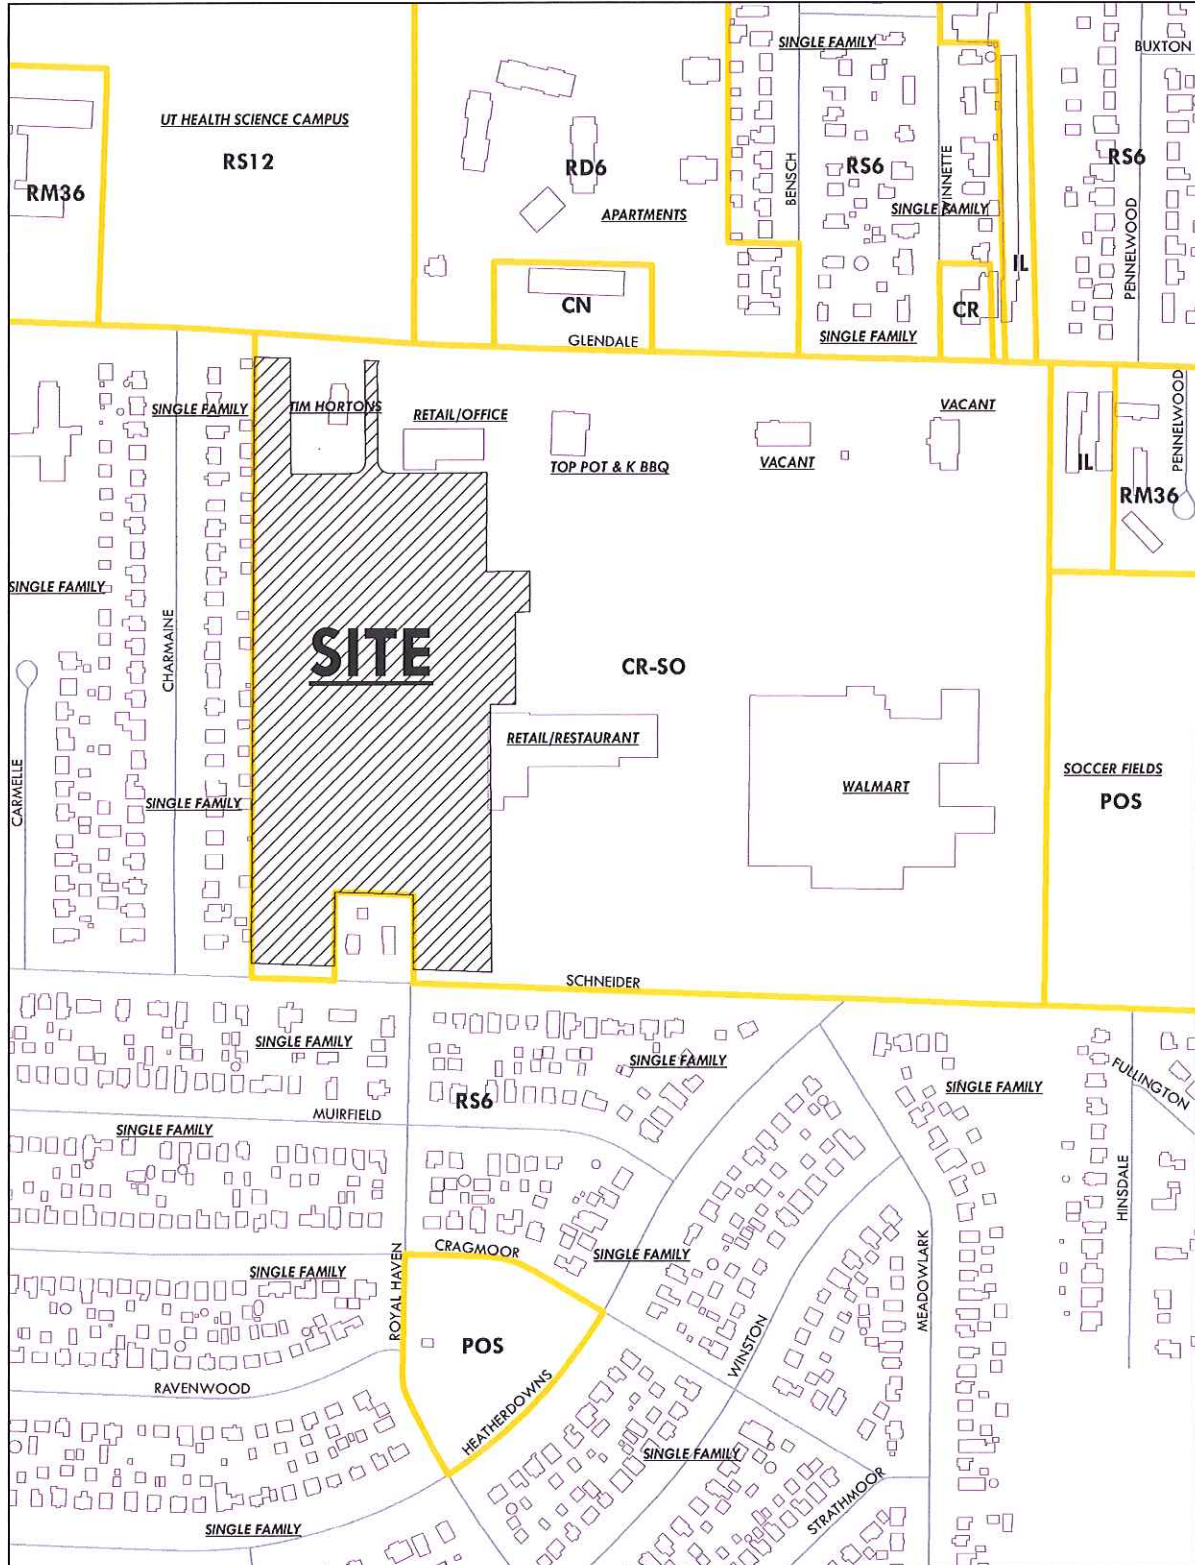 SINGLE FAMILY
BUXTON
UT HEALTH SCIENCE CAMPUS
RS12
RM36
RD6
APARTMENTS
BENSCH
RS6
SINGLE FAMILY
RS6
PENNELWOOD
IL
CN
CR
GLENDALE
SINGLE FAMILY
SINGLE FAMILY
TIM HORTONS
RETAIL/OFFICE
TOP POT & K BBQ
VACANT
VACANT
IL
RM36
PENNELWOOD
SINGLE FAMILY
CHARMAINE
SITE
CR-SO
CARMELLE
SINGLE FAMILY
RETAIL/RESTAURANT
WALMART
SOCCER FIELDS
POS
SCHNEIDER
SINGLE FAMILY
SINGLE FAMILY
SINGLE FAMILY
RS6
MUIRFIELD
SINGLE FAMILY
FULLINGTON
HINSDALE
CRAGMOOR
SINGLE FAMILY
SINGLE FAMILY
ROYAL HAVEN
POS
WINSTON
MEADOWLARK
RAVENWOOD
HEATHERDOWNS
SINGLE FAMILY
STRATHMOOR
SINGLE FAMILY